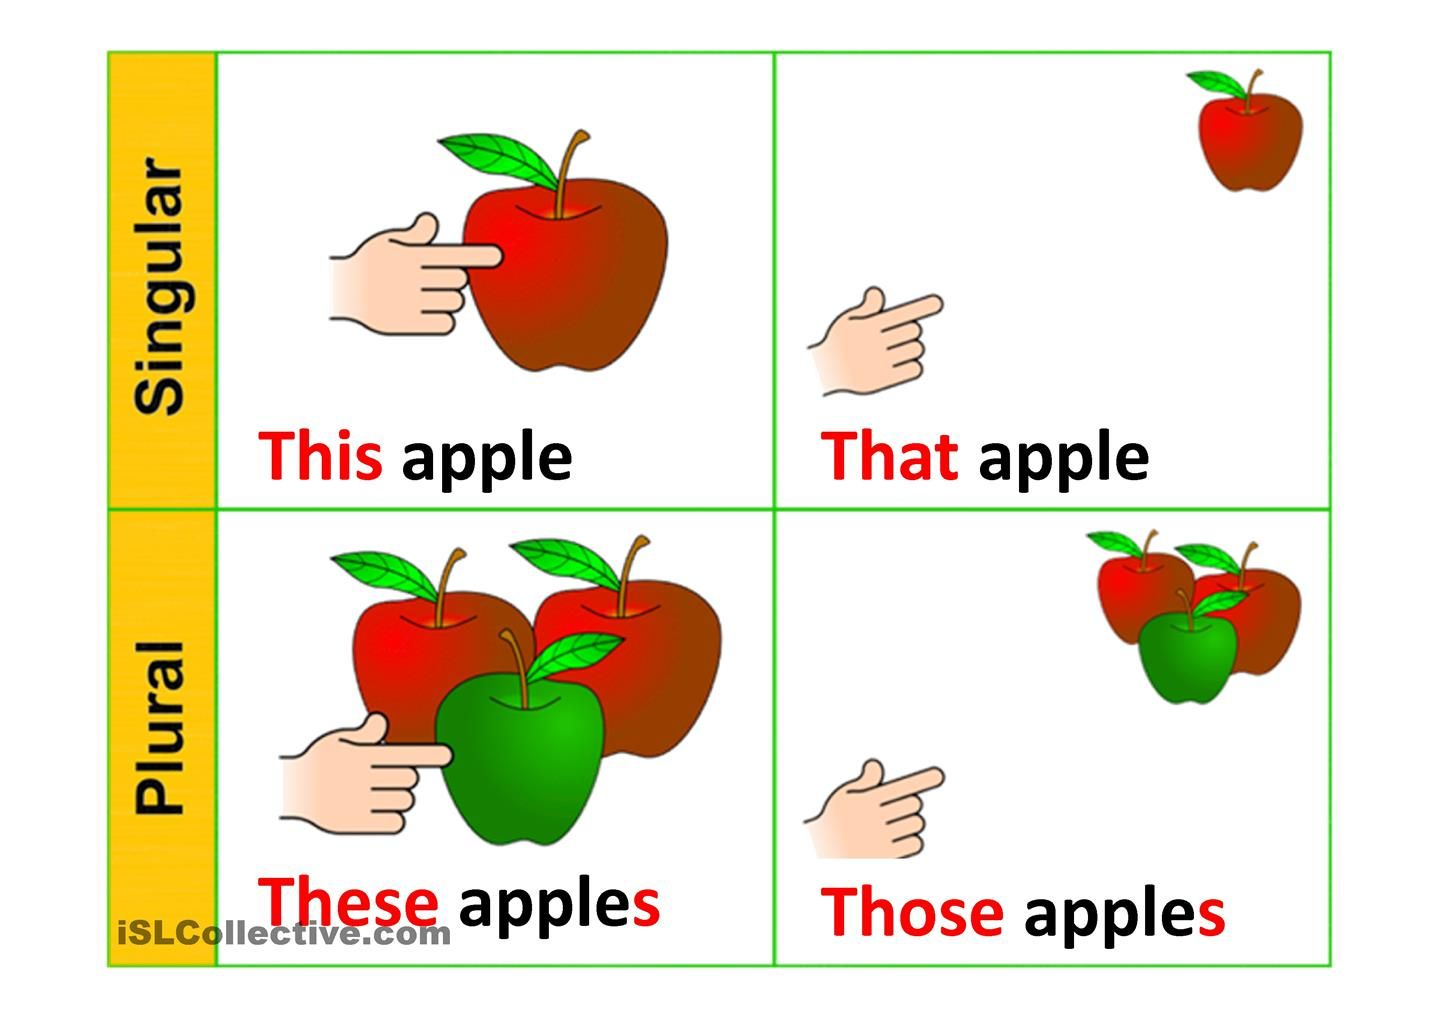 Singular
This apple
That apple
Plural
These apples
Those apples
iSLCollective.com